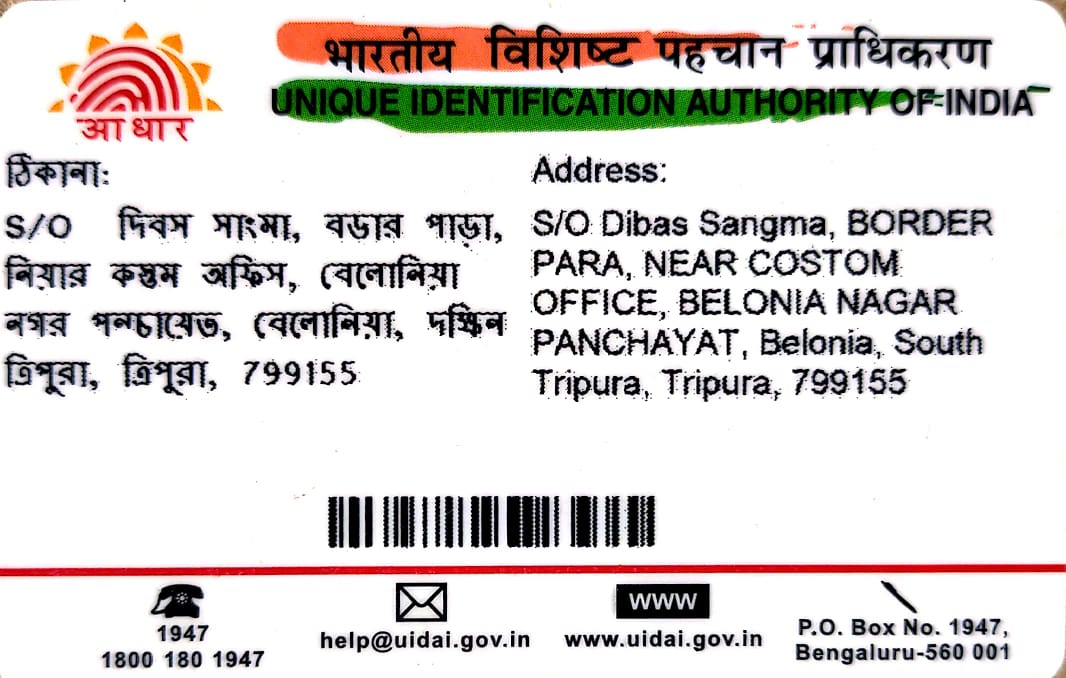 भारतीय विशिष्ट पहचान प्राधिकरण
UNIQUE IDENTIFICATION AUTHORITY OF INDIA
आधार
ঠিকানা:
S/O দিবস সাংমা, বডার পাড়া,
নিয়ার কস্তম অফিস, বেলোনিয়া
নগর পনচায়েত, বেলোনিয়া, দক্ষিন
ত্রিপুরা, ত্রিপুরা, 799155
Address:
S/O Dibas Sangma, BORDER
PARA, NEAR COSTOM
OFFICE, BELONIA NAGAR
PANCHAYAT, Belonia, South
Tripura, Tripura, 799155
1947
1800 180 1947
help@uidai.gov.in
www
www.uidai.gov.in
P.O. Box No. 1947,
Bengaluru-560 001